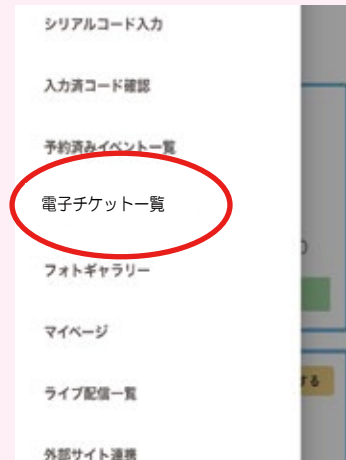 シリアルコード入力
入力済コード確認
予約済みイベント一覧
電子チケット一覧
フォトギャラリー
マイページ
ライブ配信一覧
する
外部サイト連携